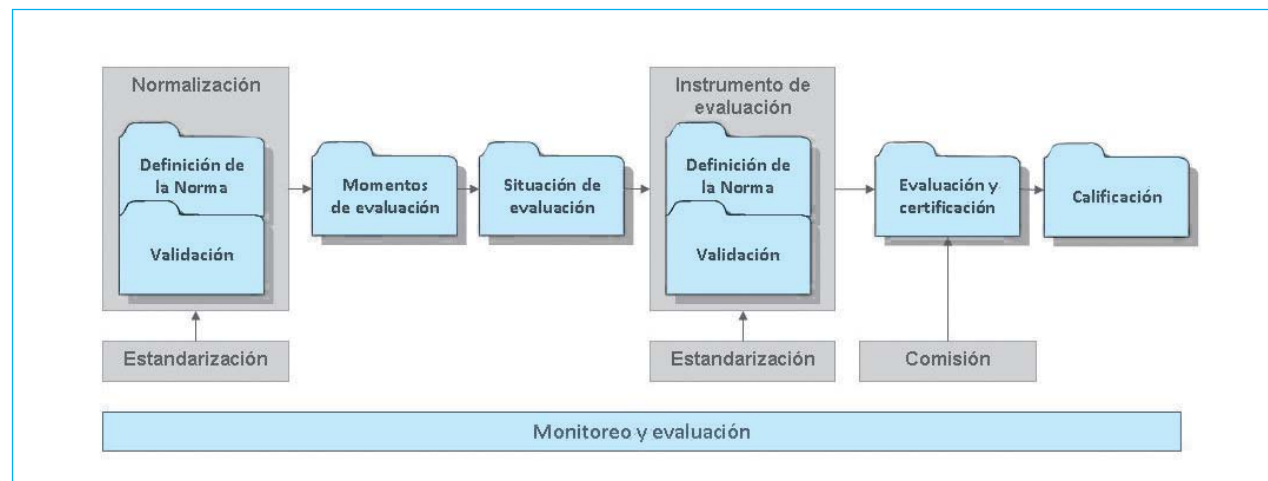 Normalización
Definición de
la Norma
Validación
Estandarización
Momentos
de evaluación
Situación de
evaluación
Instrumento de
evaluación
Definición de
la Norma
Validación
Estandarización
Evaluación y
certificación
Comisión
Calificación
Monitoreo y evaluación